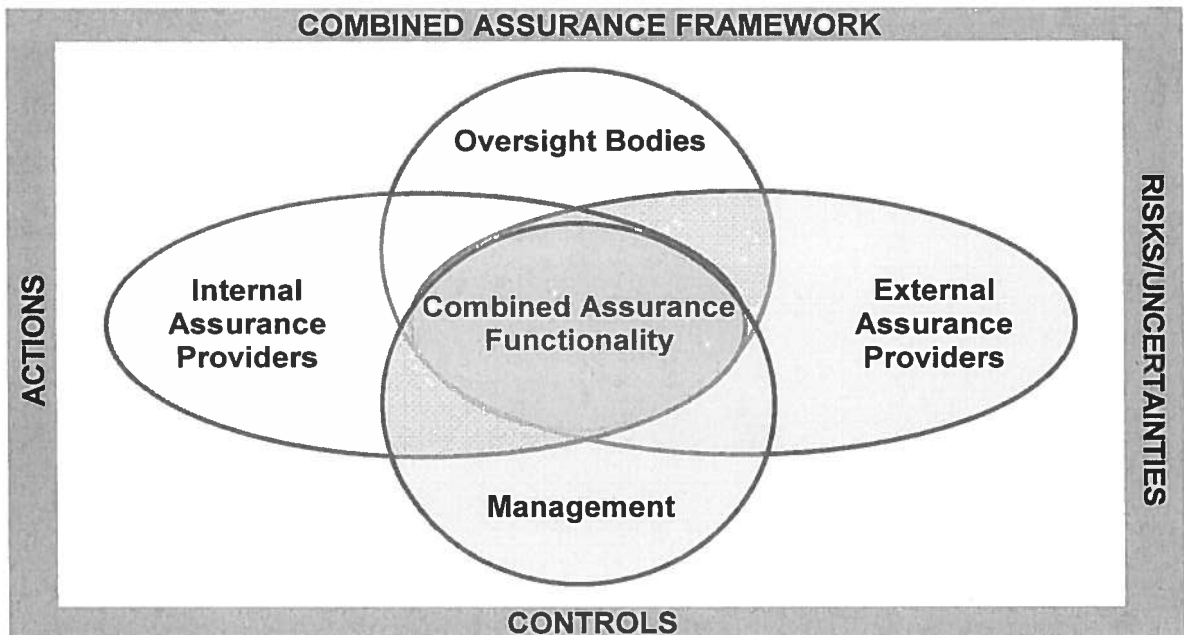 COMBINED ASSURANCE FRAMEWORK
Oversight Bodies
ACTIONS
Internal
Assurance
Providers
Combined Assurance
Functionality
External
Assurance
Providers
RISKS/UNCERTAINTIES
Management
CONTROLS